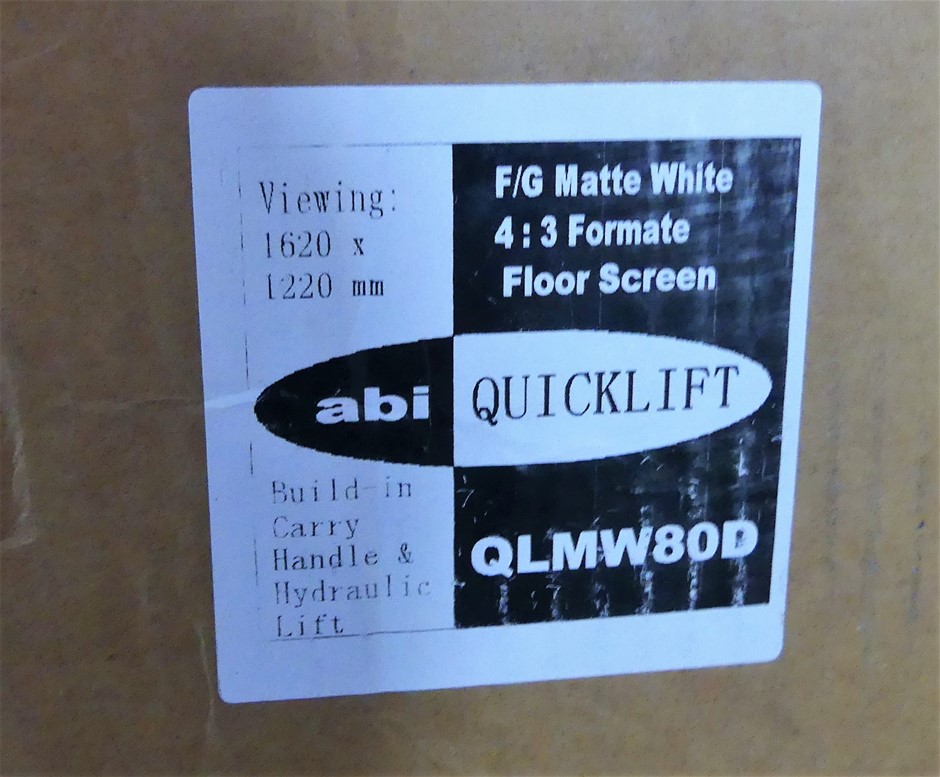 Viewing:
1620 x
1220 mm
F/G Matte White
4 : 3 Formate
Floor Screen
abi QUICKLIFT
Build-in
Carry
Handle &
Hydraulic
Lift
QLMW80D